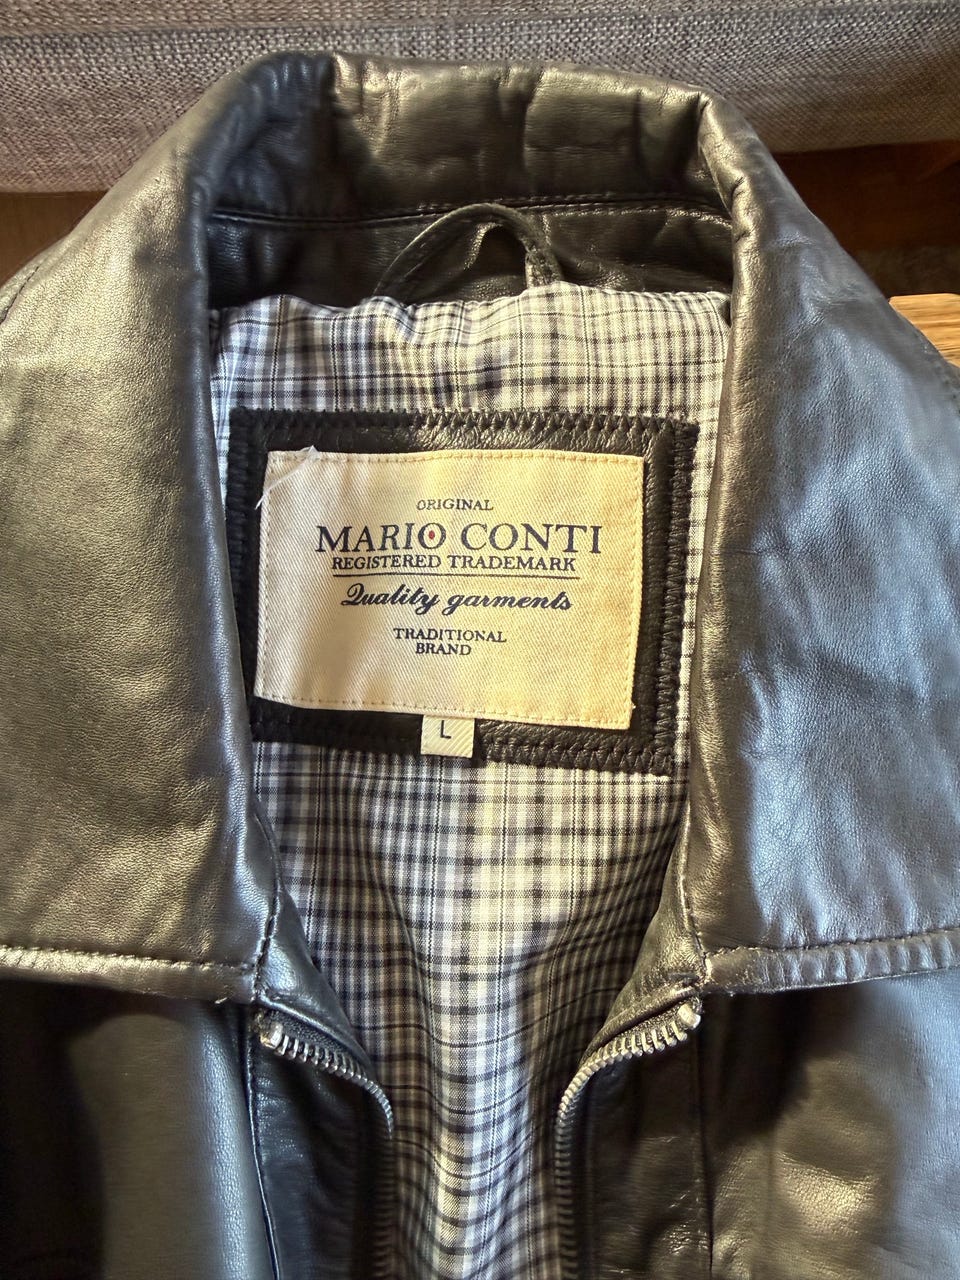 ORIGINAL
MARIO CONTI
REGISTERED TRADEMARK
Quality garments
TRADITIONAL
BRAND
L